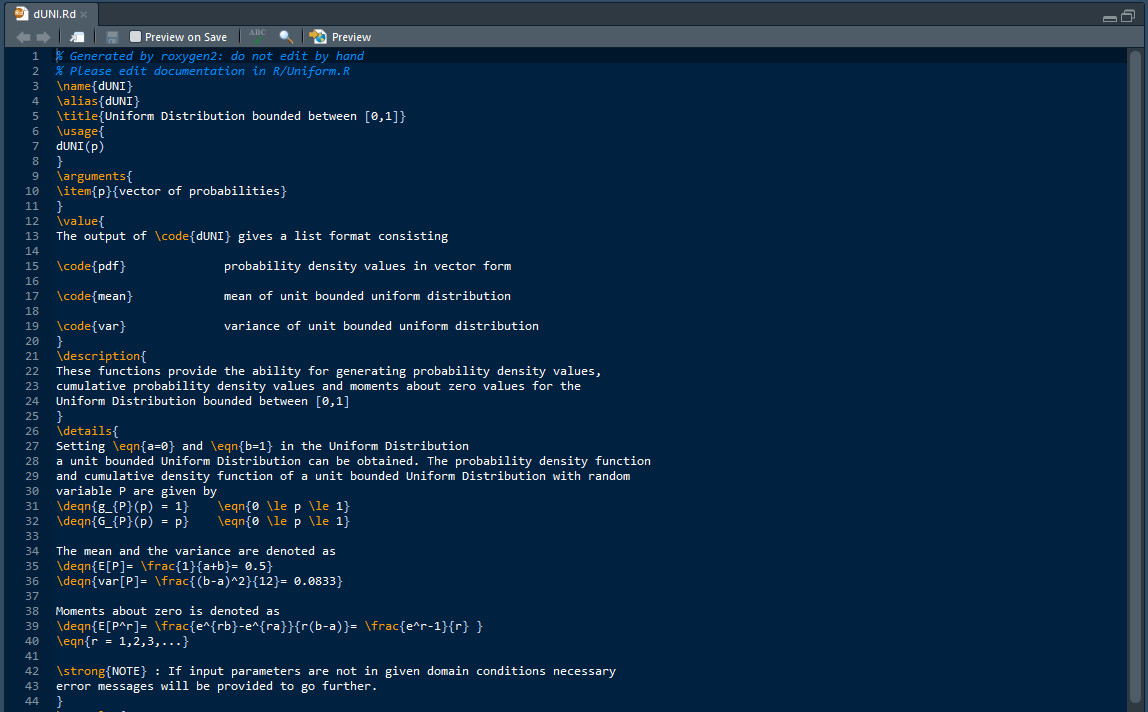 dUNI.Rd
Preview on Save ABC Preview
1 % Generated by roxygen2: do not edit by hand
2 % Please edit documentation in R/Uniform.R
3 \name{dUNI}
4 \alias{dUNI}
5 \title{Uniform Distribution bounded between [0,1]}
6 \usage{
7 dUNI(p)
8 }
9 \arguments{
10 \item{p}{vector of probabilities}
11 }
12 \value{
13 The output of \code{dUNI} gives a list format consisting
14
15 \code{pdf}              probability density values in vector form
16
17 \code{mean}             mean of unit bounded uniform distribution
18
19 \code{var}              variance of unit bounded uniform distribution
20 }
21 \description{
22 These functions provide the ability for generating probability density values,
23 cumulative probability density values and moments about zero values for the
24 Uniform Distribution bounded between [0,1]
25 }
26 \details{
27 Setting \eqn{a=0} and \eqn{b=1} in the Uniform Distribution
28 a unit bounded Uniform Distribution can be obtained. The probability density function
29 and cumulative density function of a unit bounded Uniform Distribution with random
30 variable P are given by
31 \deqn{g_{P}(p) = 1}    \eqn{0 \le p \le 1}
32 \deqn{G_{P}(p) = p}    \eqn{0 \le p \le 1}
33
34 The mean and the variance are denoted as
35 \deqn{E[P]= \frac{1}{a+b}= 0.5}
36 \deqn{var[P]= \frac{(b-a)^2}{12}= 0.0833}
37
38 Moments about zero is denoted as
39 \deqn{E[P^r]= \frac{e^{rb}-e^{ra}}{r(b-a)}= \frac{e^r-1}{r} }
40 \eqn{r = 1,2,3,...}
41
42 \strong{NOTE} : If input parameters are not in given domain conditions necessary
43 error messages will be provided to go further.
44 }